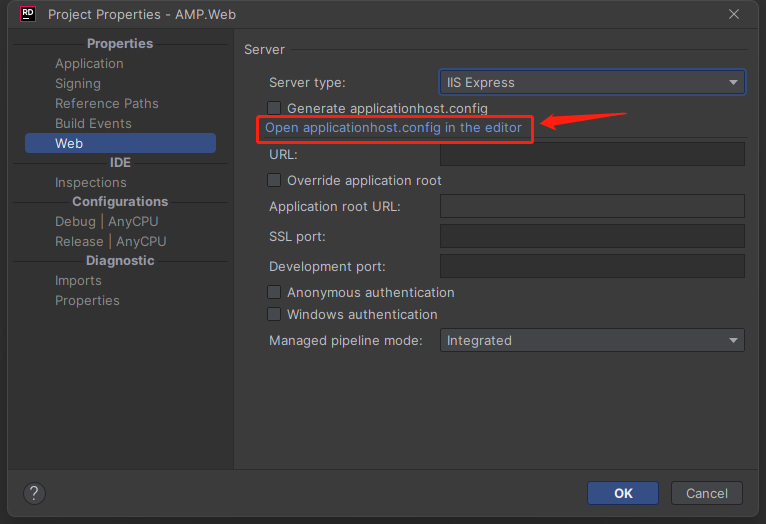 RD Project Properties - AMP.Web
Properties
Application
Signing
Reference Paths
Build Events
Web
IDE
Inspections
Configurations
Debug | AnyCPU
Release | AnyCPU
Diagnostic
Imports
Properties
Server
Server type: IIS Express
Generate applicationhost.config
Open applicationhost.config in the editor
URL:
Override application root
Application root URL:
SSL port:
Development port:
Anonymous authentication
Windows authentication
Managed pipeline mode: Integrated
? OK Cancel